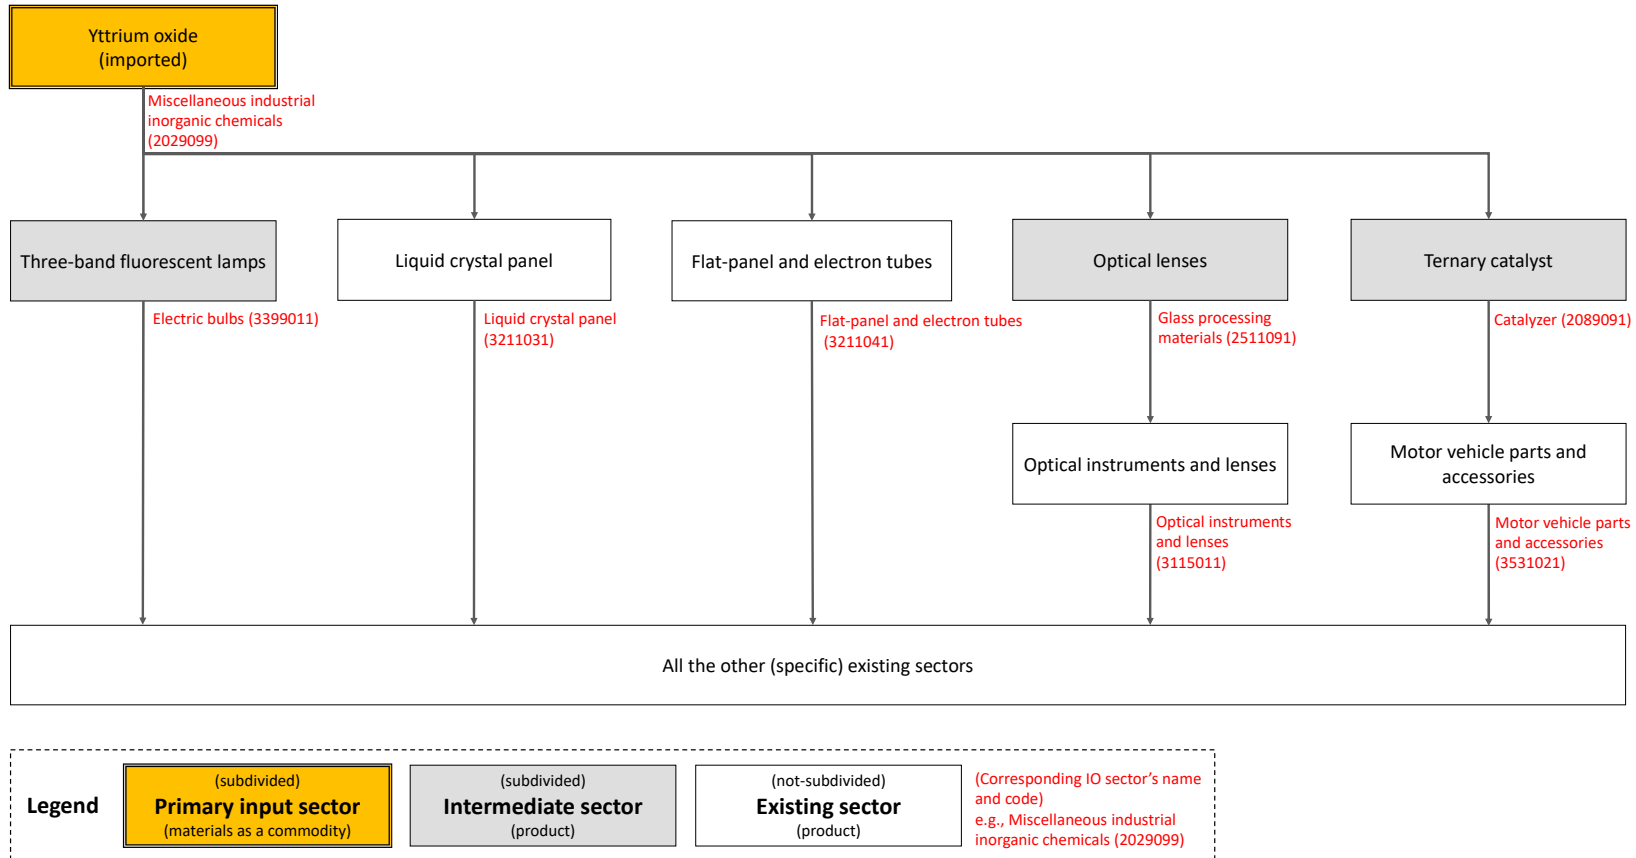 Yttrium oxide
(imported)
Miscellaneous industrial
inorganic chemicals
(2029099)
Three-band fluorescent lamps
Liquid crystal panel
Flat-panel and electron tubes
Optical lenses
Ternary catalyst
Electric bulbs (3399011)
Liquid crystal panel
(3211031)
Flat-panel and electron tubes
(3211041)
Glass processing
materials (2511091)
Catalyzer (2089091)
Optical instruments and lenses
Motor vehicle parts and
accessories
Optical instruments
and lenses
(3115011)
Motor vehicle parts
and accessories
(3531021)
All the other (specific) existing sectors
Legend
(subdivided)
Primary input sector
(materials as a commodity)
(subdivided)
Intermediate sector
(product)
(not-subdivided)
Existing sector
(product)
(Corresponding IO sector's name
and code)
e.g., Miscellaneous industrial
inorganic chemicals (2029099)